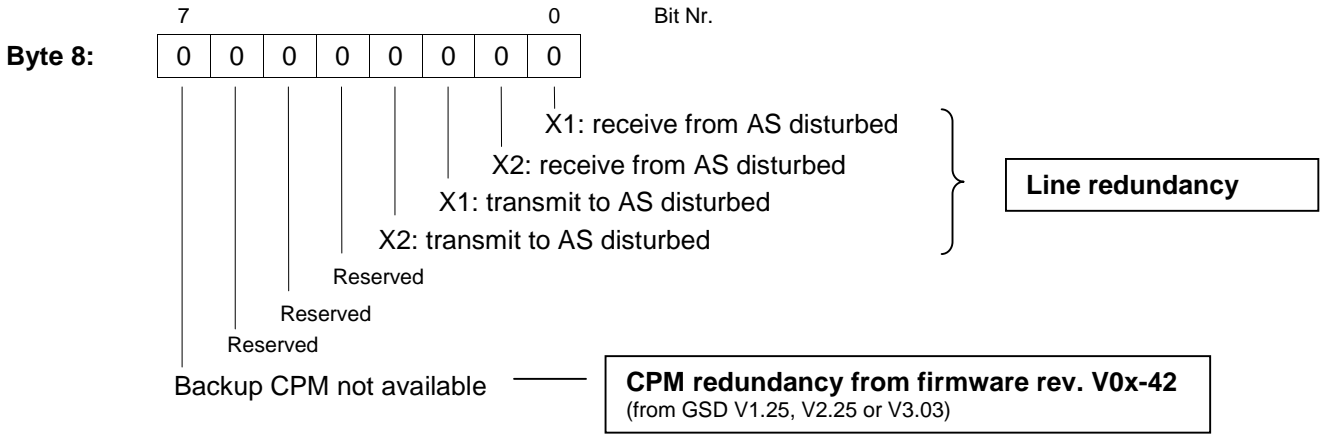 7 0 Bit Nr.
Byte 8: 0 0 0 0 0 0 0 0
X1: receive from AS disturbed
X2: receive from AS disturbed
Line redundancy
X1: transmit to AS disturbed
X2: transmit to AS disturbed
Reserved
Reserved
Reserved
Backup CPM not available
CPM redundancy from firmware rev. V0x-42
(from GSD V1.25, V2.25 or V3.03)